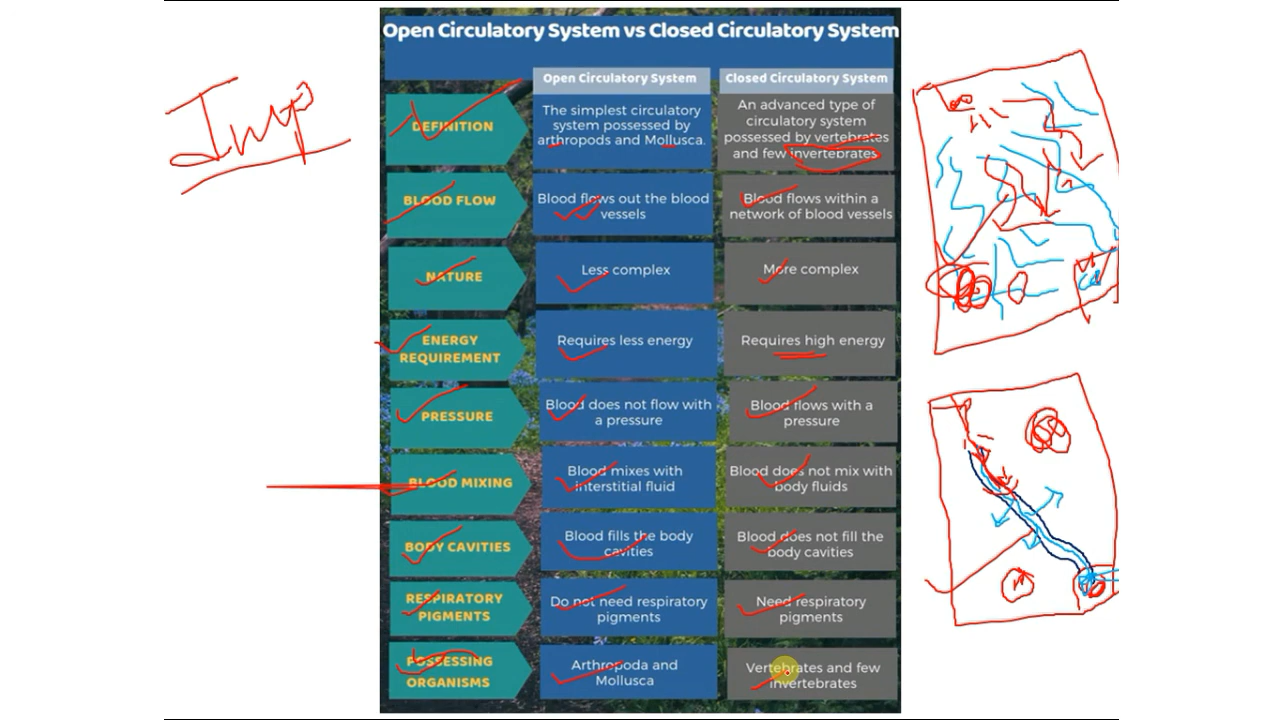 Open Circulatory System vs Closed Circulatory System
Imp
Open Circulatory System
Closed Circulatory System
DEFINITION
The simplest circulatory
system possessed by
arthropods and Mollusca.
An advanced type of
circulatory system
possessed by vertebrates
and few invertebrates
BLOOD FLOW
Blood flows out the blood
vessels
Blood flows within a
network of blood vessels
NATURE
Less complex
More complex
ENERGY
REQUIREMENT
Requires less energy
Requires high energy
PRESSURE
Blood does not flow with
a pressure
Blood flows with a
pressure
BLOOD MIXING
Blood mixes with
interstitial fluid
Blood does not mix with
body fluids
BODY CAVITIES
Blood fills the body
cavities
Blood does not fill the
body cavities
RESPIRATORY
PIGMENTS
Do not need respiratory
pigments
Need respiratory
pigments
POSSESSING
ORGANISMS
Arthropoda and
Mollusca
Vertebrates and few
invertebrates